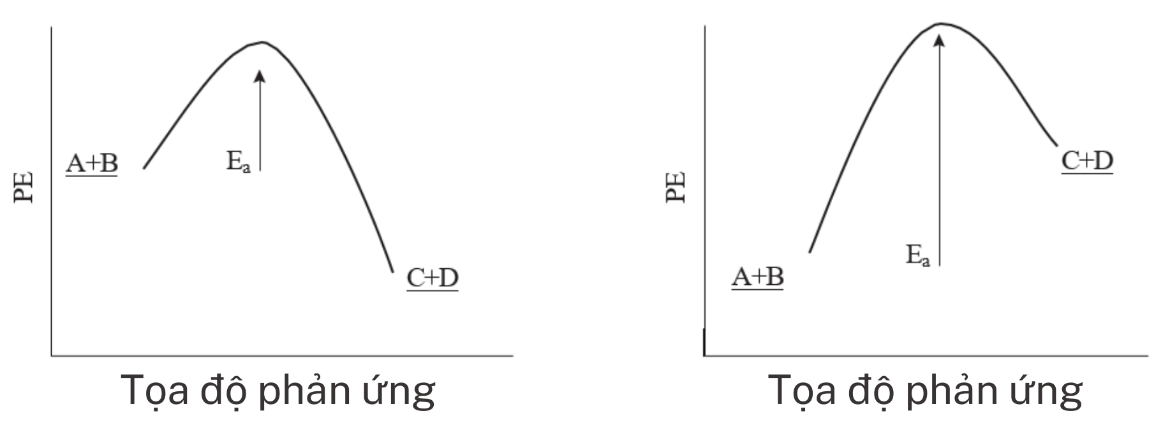 PE
A+B
Ea
C+D
Tọa độ phản ứng
PE
A+B
Ea
C+D
Tọa độ phản ứng